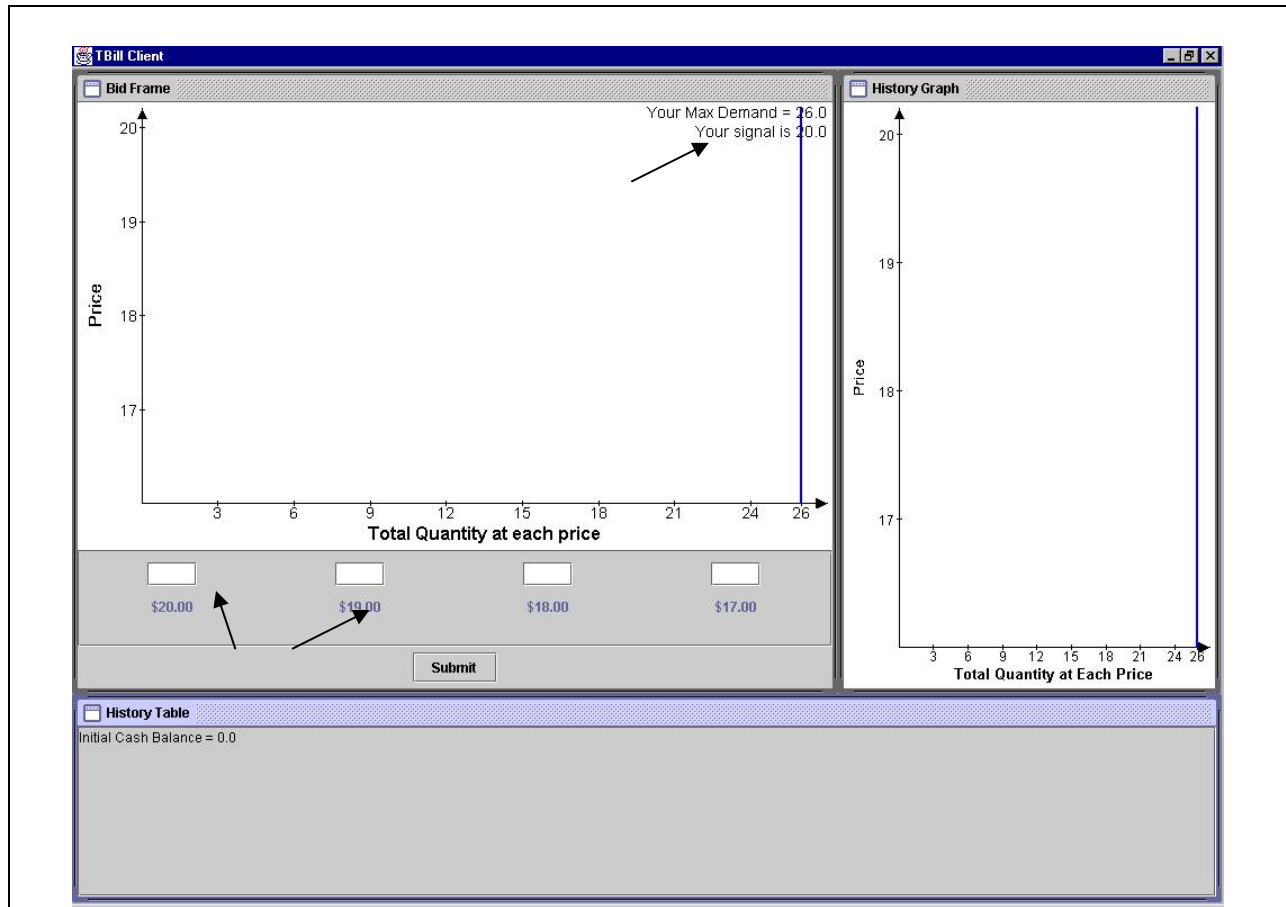 TBill Client
Bid Frame
Your Max Demand = 26.0
Your signal is 20.0
20
19
18
17
Price
3 6 9 12 15 18 21 24 26
Total Quantity at each price
$20.00 $19.00 $18.00 $17.00
Submit
History Graph
20
19
18
17
Price
3 6 9 12 15 18 21 24 26
Total Quantity at Each Price
History Table
Initial Cash Balance = 0.0